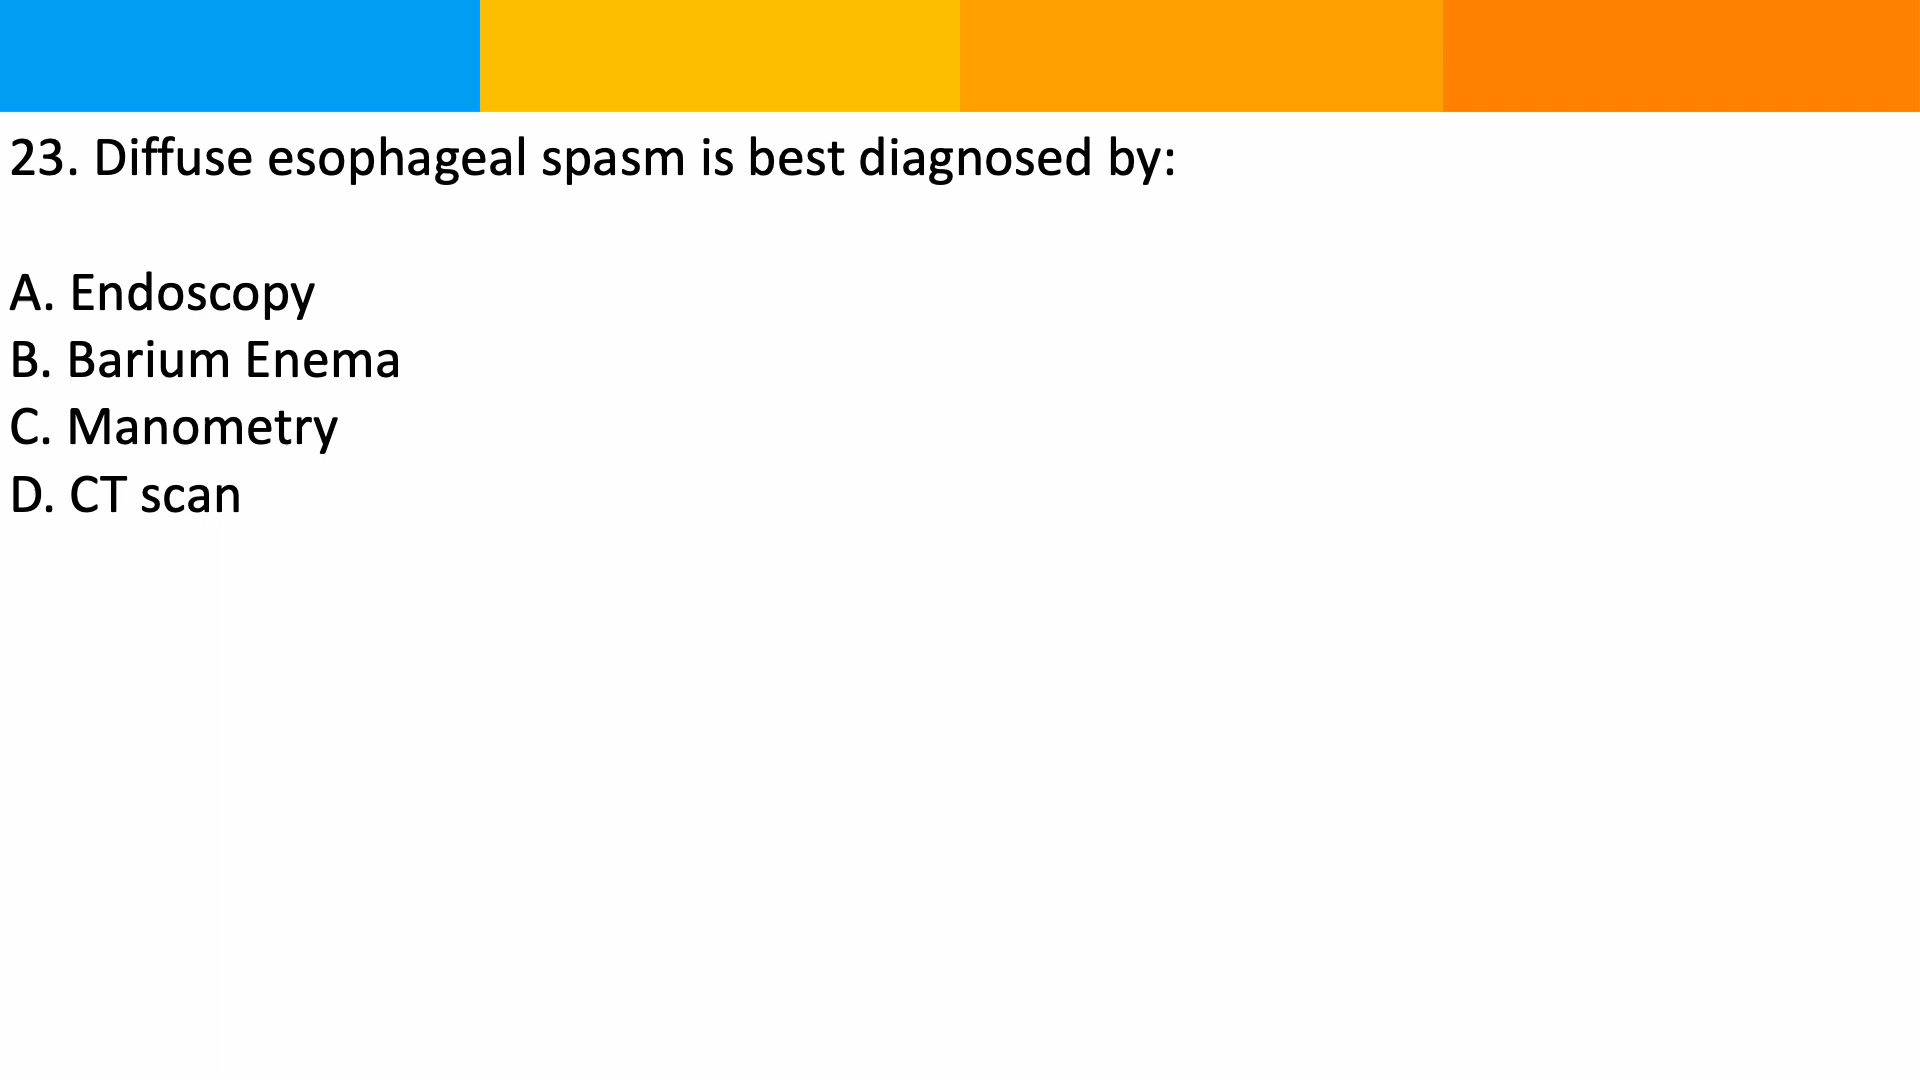 23. Diffuse esophageal spasm is best diagnosed by:
A. Endoscopy
B. Barium Enema
C. Manometry
D. CT scan